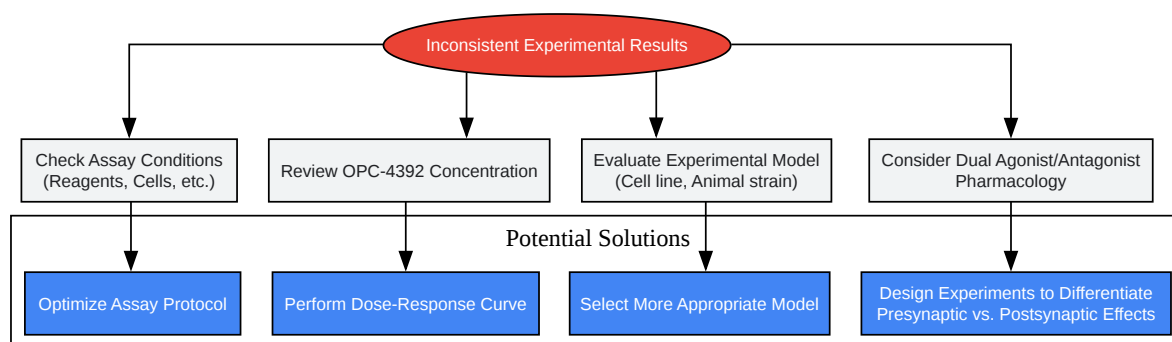 Inconsistent Experimental Results
Check Assay Conditions
(Reagents, Cells, etc.)
Review OPC-4392 Concentration
Evaluate Experimental Model
(Cell line, Animal strain)
Consider Dual Agonist/Antagonist
Pharmacology
Potential Solutions
Optimize Assay Protocol
Perform Dose-Response Curve
Select More Appropriate Model
Design Experiments to Differentiate
Presynaptic vs. Postsynaptic Effects